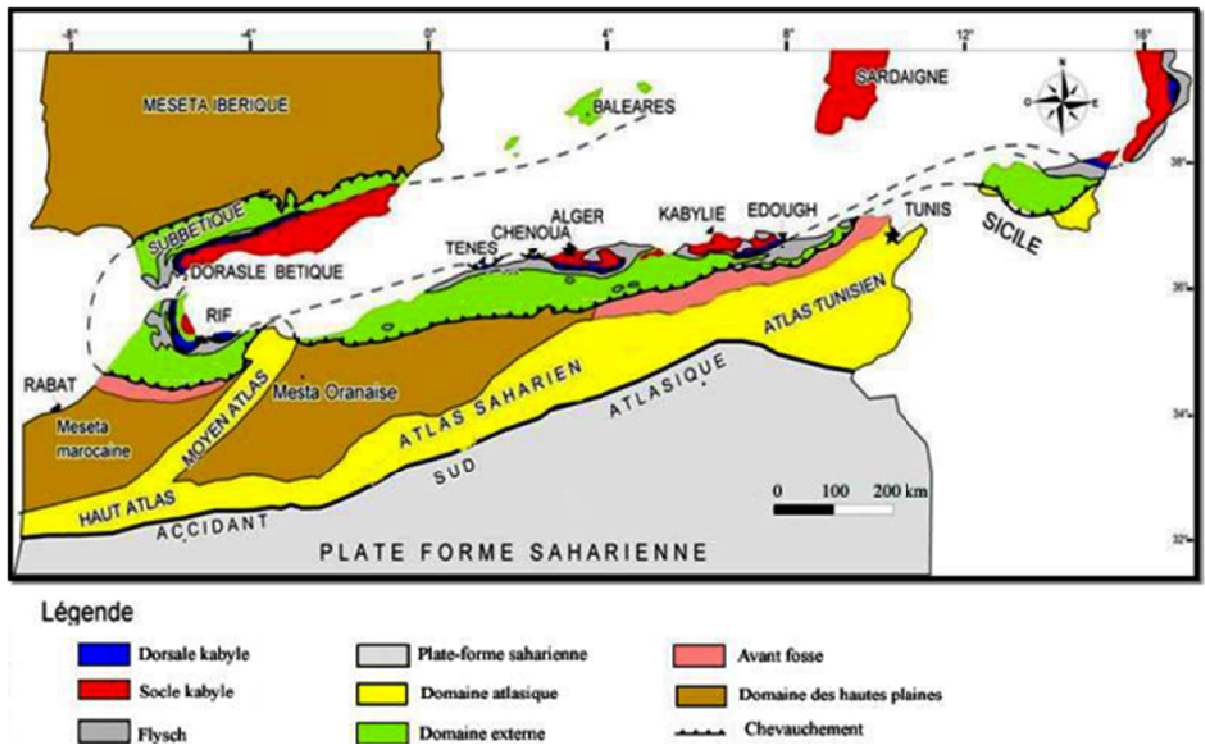 -8° -4° 0° 4° 8° 12° 16°
MESETA IBERIQUE
SARDAIGNE
BALEARES
N
O E
38°
SUBBETIQUE
DORASLE BETIQUE
TENES
CHENOUA
ALGER
KABYLIE
EDOUGH
TUNIS
SICILE
36°
RIF
RABAT
Meseta
marocaine
MOYEN ATLAS
Mesta Oranaise
ATLAS SAHARIEN
ATLAS TUNISIEN
34°
HAUT ATLAS
ACCIDANT SUD ATLASIQUE
0 100 200 km
PLATE FORME SAHARIENNE
32°
Légende
Dorsale kabyle
Socle kabyle
Flysch
Plate-forme saharienne
Domaine atlasique
Domaine externe
Avant fosse
Domaine des hautes plaines
Chevauchement